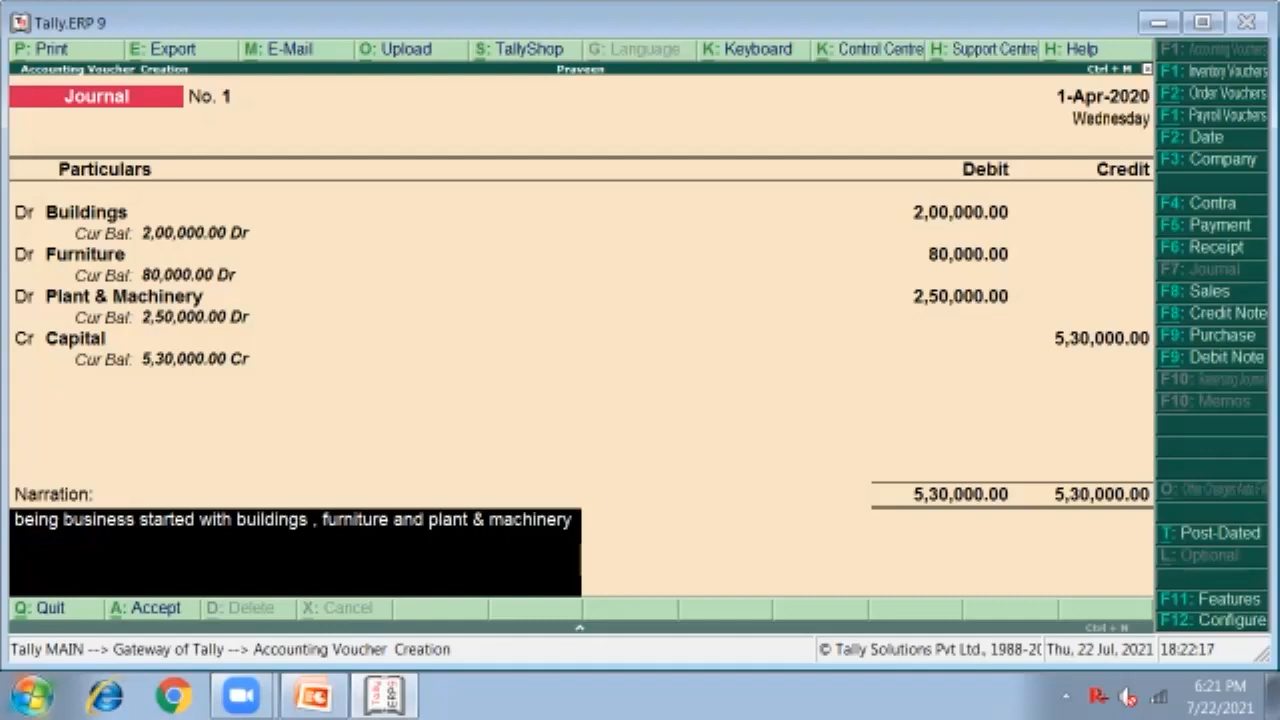 Tally.ERP 9
P: Print E: Export M: E-Mail O: Upload S: TallyShop G: Language K: Keyboard K: Control Centre H: Support Centre H: Help
Accounting Voucher Creation Praveen Ctrl + M
Journal No. 1 1-Apr-2020
Wednesday
Particulars Debit Credit
Dr Buildings 2,00,000.00
Cur Bal: 2,00,000.00 Dr
Dr Furniture 80,000.00
Cur Bal: 80,000.00 Dr
Dr Plant & Machinery 2,50,000.00
Cur Bal: 2,50,000.00 Dr
Cr Capital 5,30,000.00
Cur Bal: 5,30,000.00 Cr
Narration: 5,30,000.00 5,30,000.00
being business started with buildings , furniture and plant & machinery
Q: Quit A: Accept D: Delete X: Cancel
Ctrl + N
F1: Accounting Vouchers
F1: Inventory Vouchers
F2: Order Vouchers
F1: Payroll Vouchers
F2: Date
F3: Company
F4: Contra
F5: Payment
F6: Receipt
F7: Journal
F8: Sales
F8: Credit Note
F9: Purchase
F9: Debit Note
F10: Reversing Journal
F10: Memos
T: Post-Dated
L: Optional
F11: Features
F12: Configure
Tally MAIN --> Gateway of Tally --> Accounting Voucher Creation © Tally Solutions Pvt Ltd., 1988-20 Thu, 22 Jul, 2021 18:22:17
Tally ERP9
6:21 PM
7/22/2021